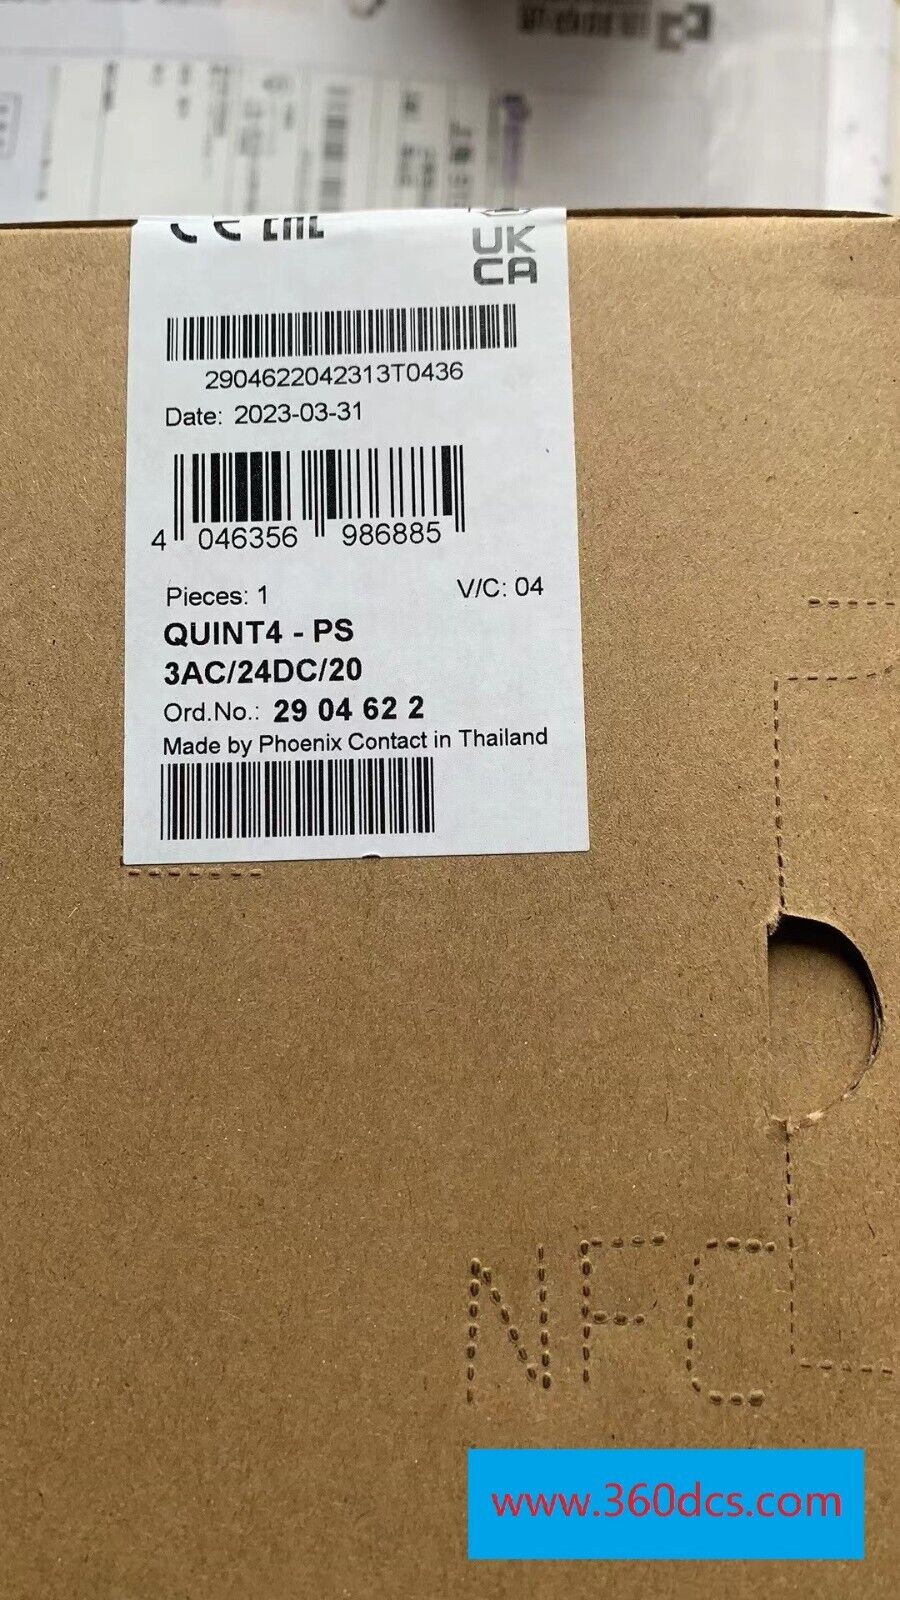 CE EAC
UK
CA
2904622042313T0436
Date: 2023-03-31
4 046356 986885
Pieces: 1 V/C: 04
QUINT4 - PS
3AC/24DC/20
Ord.No.: 29 04 62 2
Made by Phoenix Contact in Thailand
NFC
www.360dcs.com